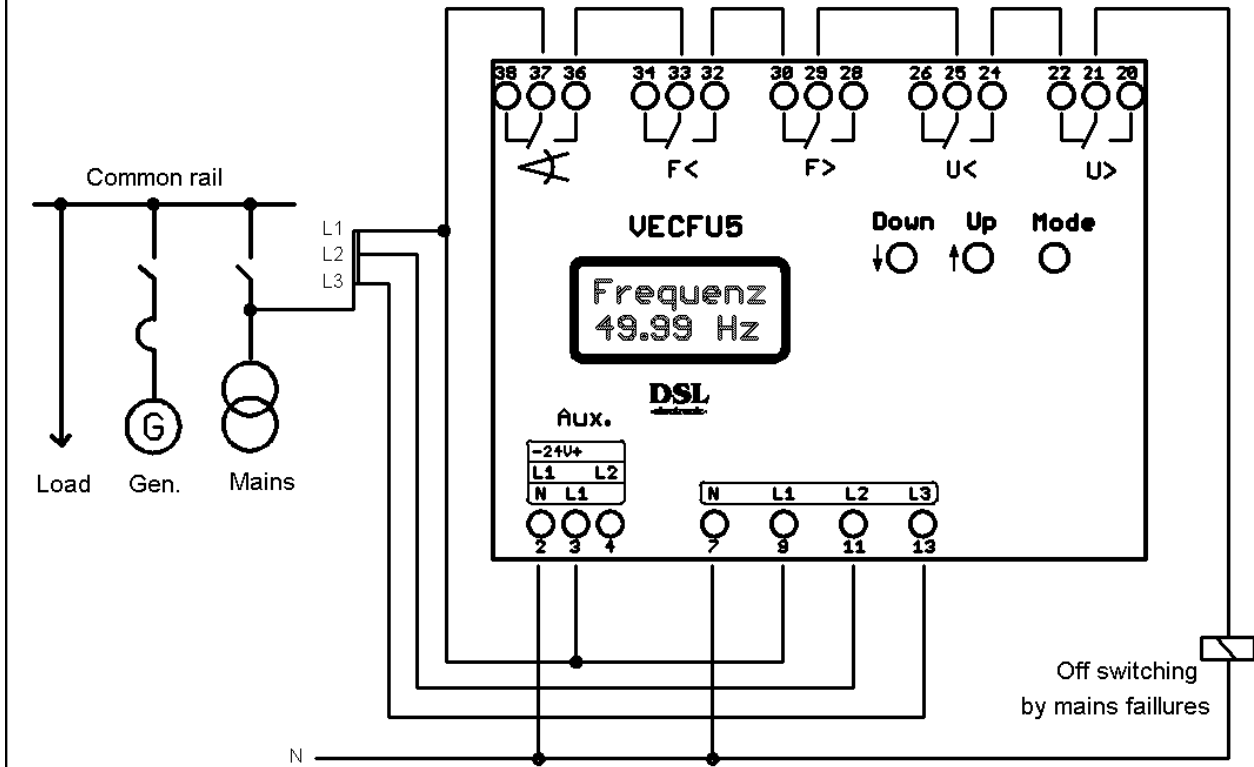 38 37 36 34 33 32 30 29 28 26 25 24 22 21 20
F< F> U< U>
Common rail
VECFU5
Down Up Mode
L1
L2
L3
Frequenz
49.99 Hz
DSL
electronic
Aux.
-24V+
L1 L2
N L1
N L1 L2 L3
2 3 4 7 9 11 13
G
Load Gen. Mains
Off switching
by mains faillures
N